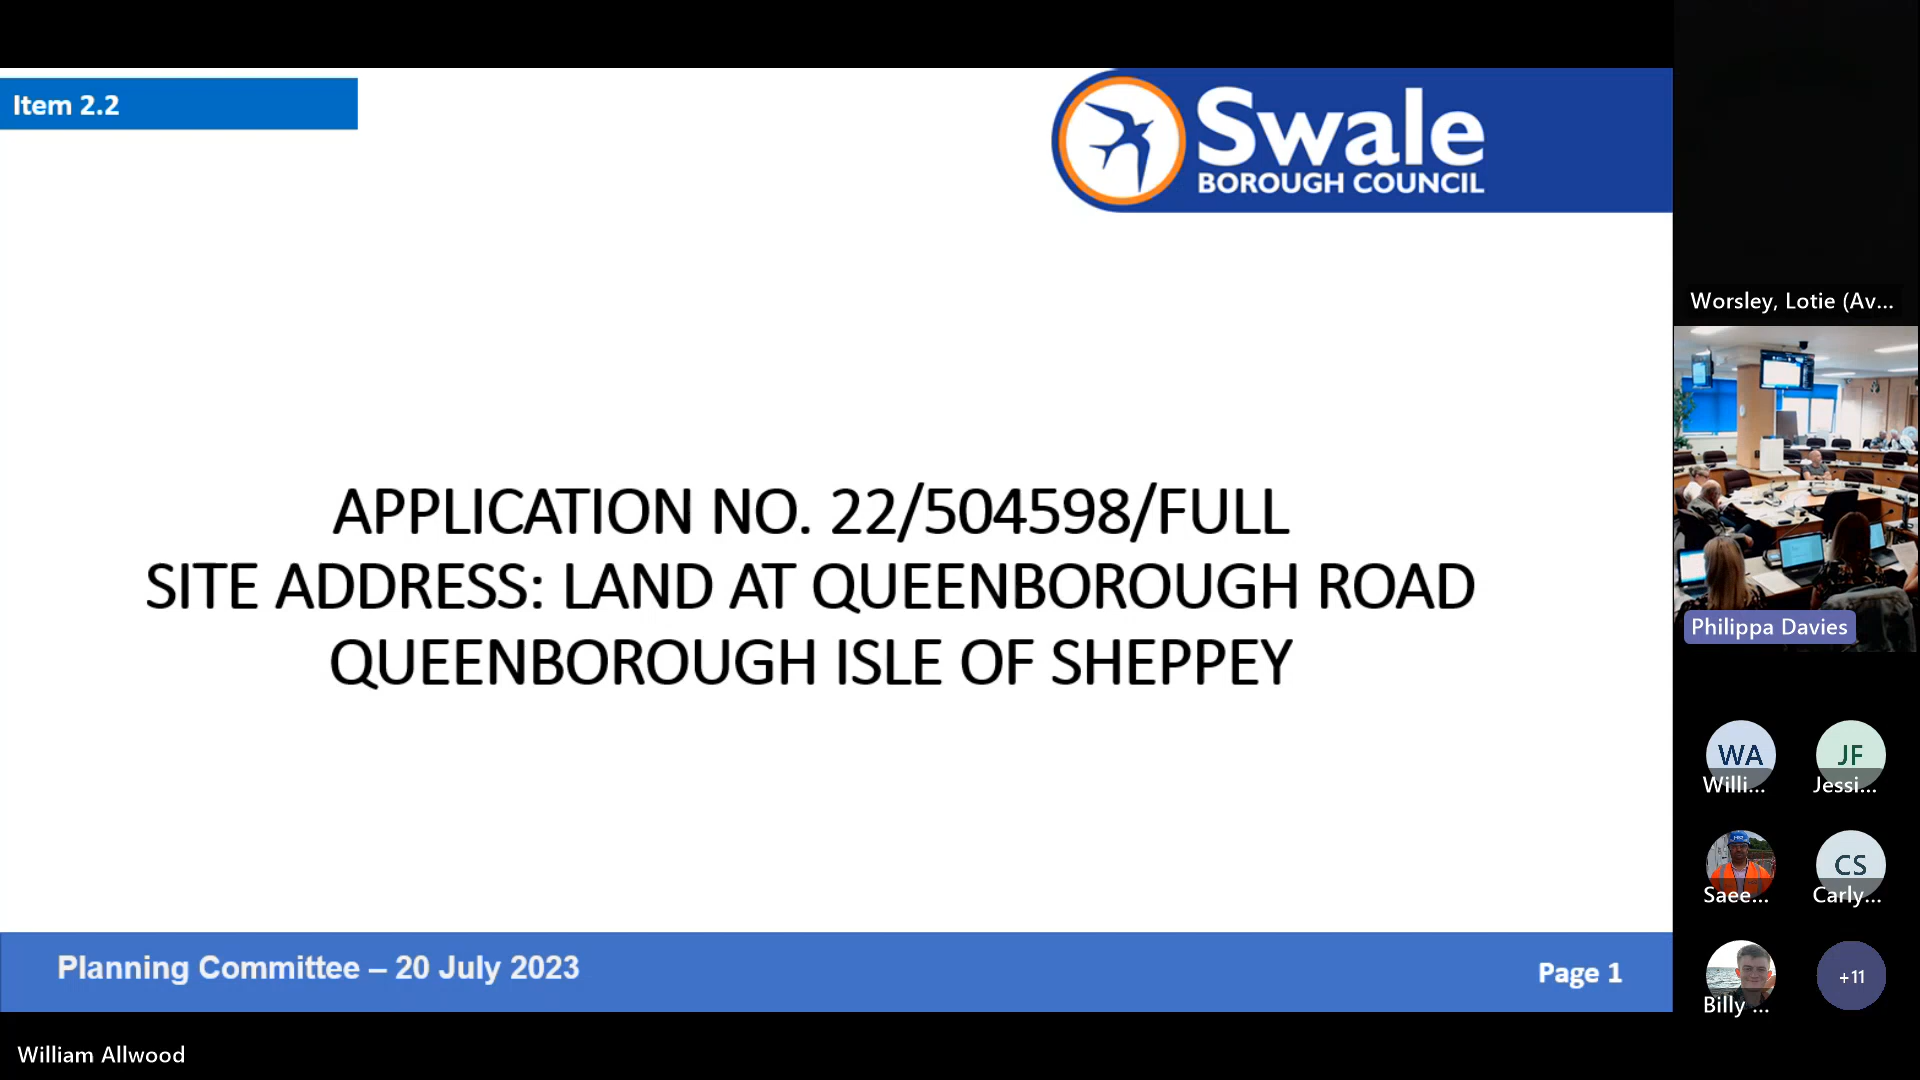 Item 2.2
Swale
BOROUGH COUNCIL
APPLICATION NO. 22/504598/FULL
SITE ADDRESS: LAND AT QUEENBOROUGH ROAD
QUEENBOROUGH ISLE OF SHEPPEY
Planning Committee – 20 July 2023
Page 1
William Allwood
Worsley, Lotie (Av...
Philippa Davies
WA
Willi...
JF
Jessi...
Saee...
CS
Carly...
Billy ...
+11